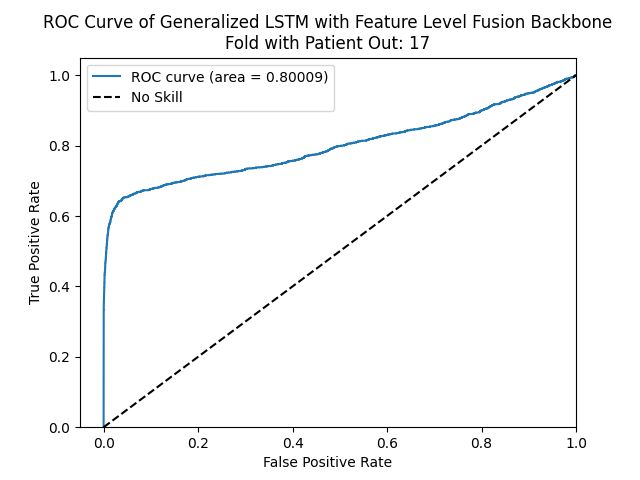 ROC Curve of Generalized LSTM with Feature Level Fusion Backbone
Fold with Patient Out: 17
ROC curve (area = 0.80009)
No Skill
True Positive Rate
1.0
0.8
0.6
0.4
0.2
0.0
0.0 0.2 0.4 0.6 0.8 1.0
False Positive Rate